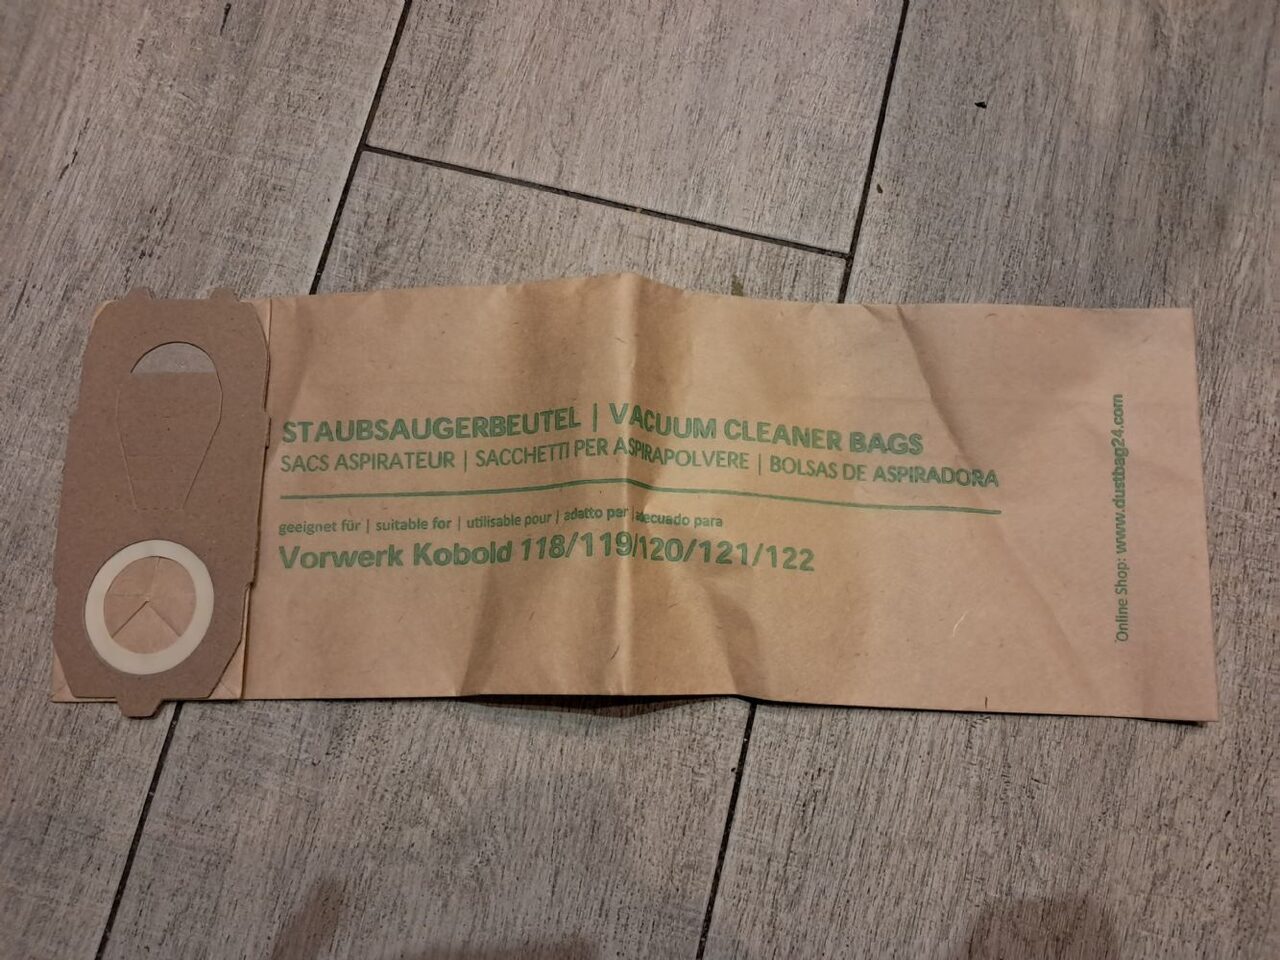 STAUBSAUGERBEUTEL | VACUUM CLEANER BAGS
SACS ASPIRATEUR | SACCHETTI PER ASPIRAPOLVERE | BOLSAS DE ASPIRADORA
geeignet für | suitable for | utilisable pour | adatto per | adecuado para
Vorwerk Kobold 118/119/120/121/122
Online Shop: www.dustbag24.com